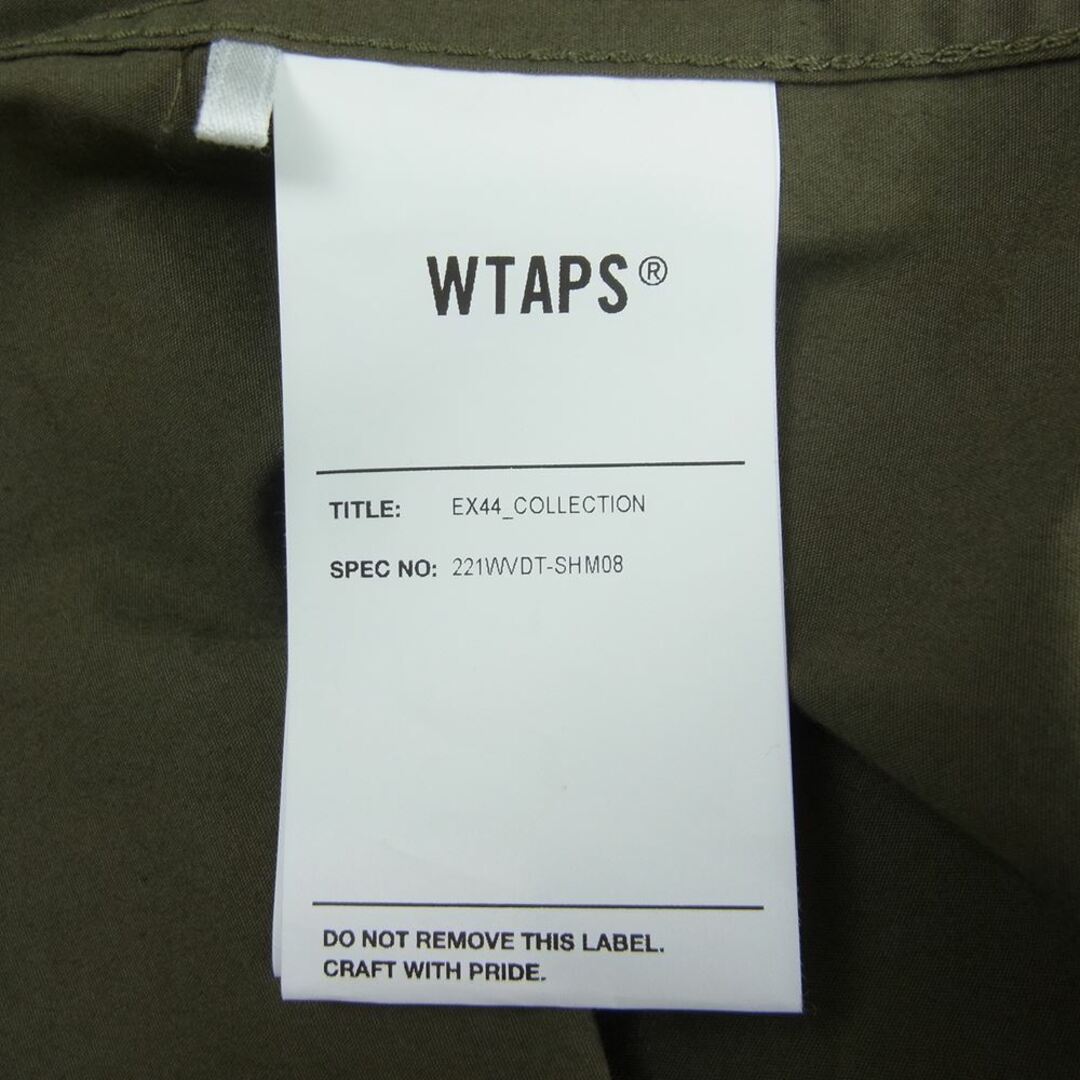 WTAPS®
TITLE: EX44_COLLECTION
SPEC NO: 221WVDT-SHM08
DO NOT REMOVE THIS LABEL.
CRAFT WITH PRIDE.